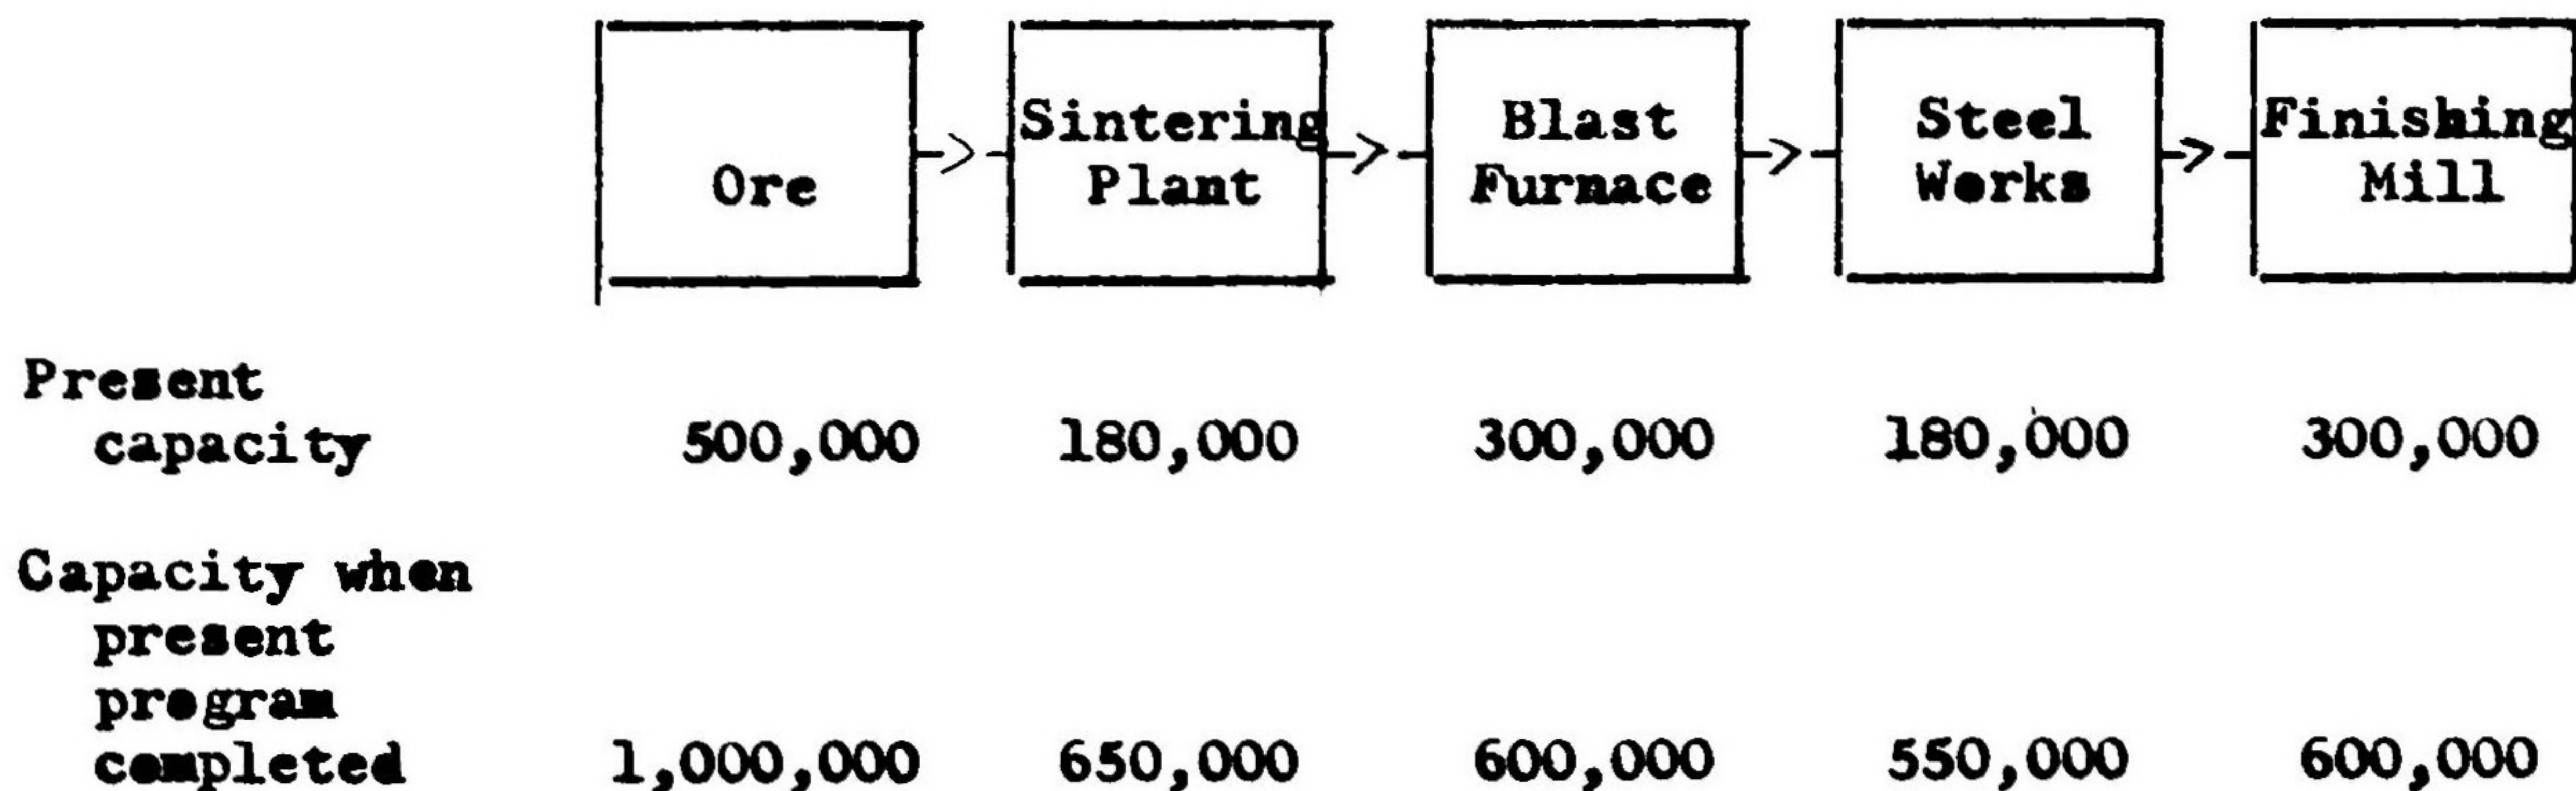 Sintering Blast Steel Finishing
Ore Plant Furnace Works Mill
Present
capacity 500,000 180,000 300,000 180,000 300,000
Capacity when
present
program
completed 1,000,000 650,000 600,000 550,000 600,000